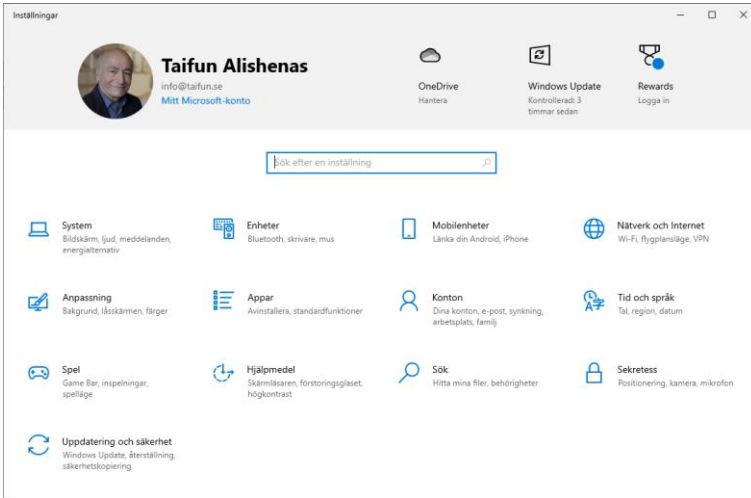 Inställningar
Taifun Alishenas
info@taifun.se
Mitt Microsoft-konto
OneDrive
Hantera
Windows Update
Kontrollerad: 3
timmar sedan
Rewards
Logga in
Sök efter en inställning
System
Bildskärm, ljud, meddelanden,
energialternativ
Enheter
Bluetooth, skrivare, mus
Mobilenheter
Länka din Android, iPhone
Nätverk och Internet
Wi-Fi, flygplansläge, VPN
Anpassning
Bakgrund, låsskärmen, färger
Appar
Avinstallera, standardfunktioner
Konton
Dina konton, e-post, synkning,
arbetsplats, familj
Tid och språk
Tal, region, datum
Spel
Game Bar, inspelningar,
spelläge
Hjälpmedel
Skärmläsaren, förstoringsglaset,
högkontrast
Sök
Hitta mina filer, behörigheter
Sekretess
Positionering, kamera, mikrofon
Uppdatering och säkerhet
Windows Update, återställning,
säkerhetskopiering